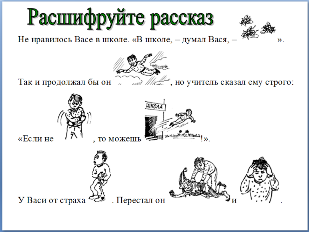 Расшифруйте рассказ
Не нравилось Васе в школе. «В школе, – думал Вася, – ».
Так и продолжал бы он , но учитель сказал ему строго:
ШКОЛА
«Если не , то можешь ».
У Васи от страха . Перестал он и .